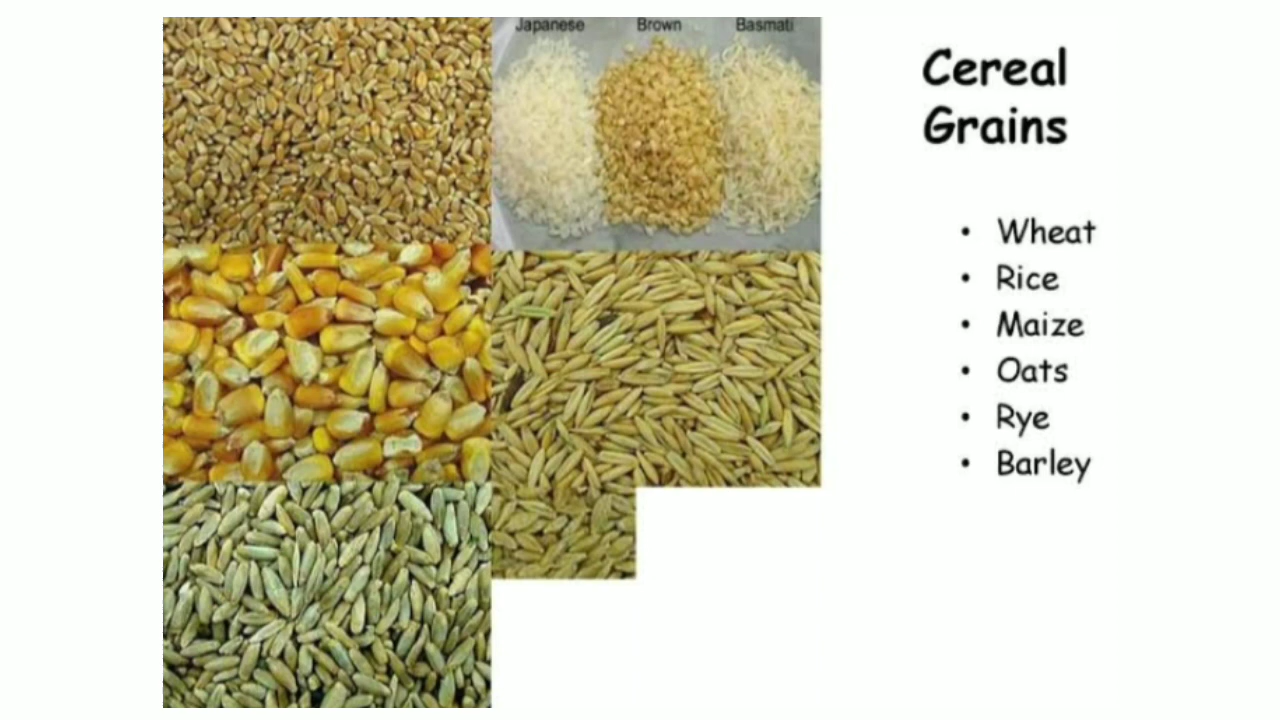 Japanese Brown Basmati
Cereal
Grains
• Wheat
• Rice
• Maize
• Oats
• Rye
• Barley